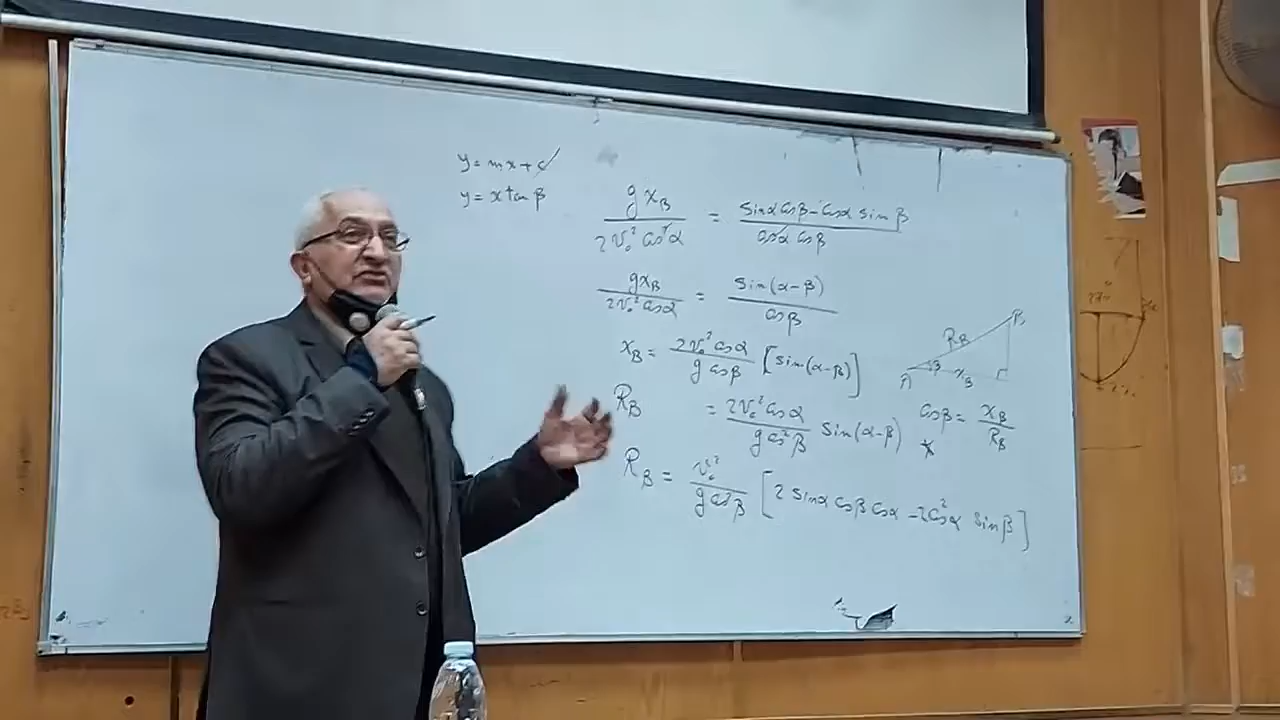 y = mx + c
y = x tan β
g x_B / 2v₀² cos²α = sinα cosβ - cosα sinβ / cosα cosβ
g x_B / 2v₀² cosα = sin(α-β) / cosβ
x_B = 2v₀² cosα / g cosβ [sin(α-β)]
R_B = 2v₀² cosα / g cos²β sin(α-β)
cosβ = x_B / R_B
R_B = v₀² / g cos²β [2 sinα cosβ cosα - 2cos²α sinβ]
R_B
B
A
β
x_B